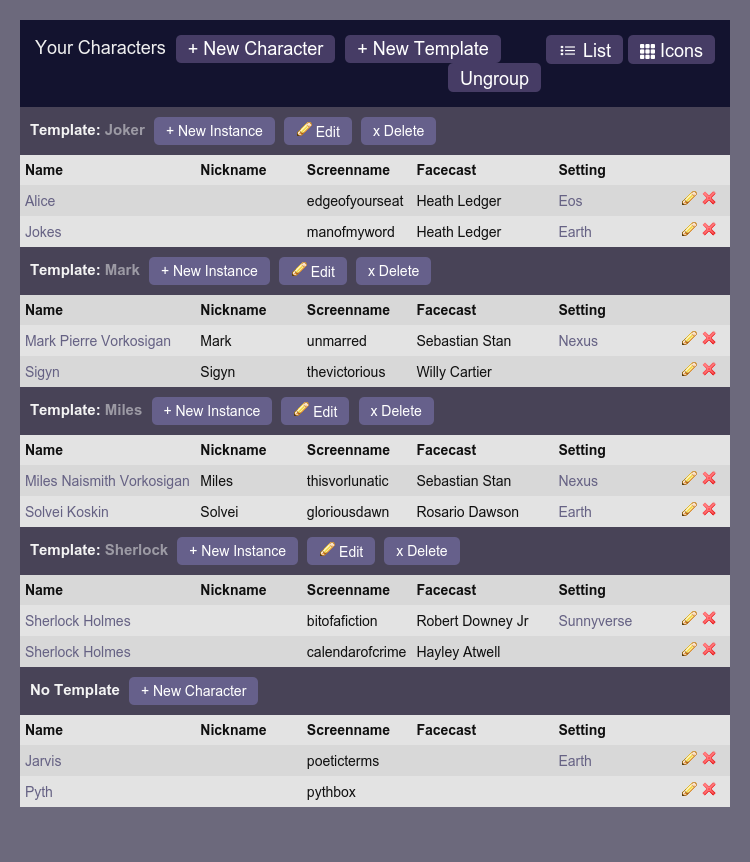 Your Characters + New Character + New Template List Icons
Ungroup
Template: Joker + New Instance Edit x Delete
Name Nickname Screenname Facecast Setting
Alice edgeofyourseat Heath Ledger Eos
Jokes manofmyword Heath Ledger Earth
Template: Mark + New Instance Edit x Delete
Name Nickname Screenname Facecast Setting
Mark Pierre Vorkosigan Mark unmarred Sebastian Stan Nexus
Sigyn Sigyn thevictorious Willy Cartier
Template: Miles + New Instance Edit x Delete
Name Nickname Screenname Facecast Setting
Miles Naismith Vorkosigan Miles thisvorlunatic Sebastian Stan Nexus
Solvei Koskin Solvei gloriousdawn Rosario Dawson Earth
Template: Sherlock + New Instance Edit x Delete
Name Nickname Screenname Facecast Setting
Sherlock Holmes bitofafiction Robert Downey Jr Sunnyverse
Sherlock Holmes calendarofcrime Hayley Atwell
No Template + New Character
Name Nickname Screenname Facecast Setting
Jarvis poeticterms Earth
Pyth pythbox